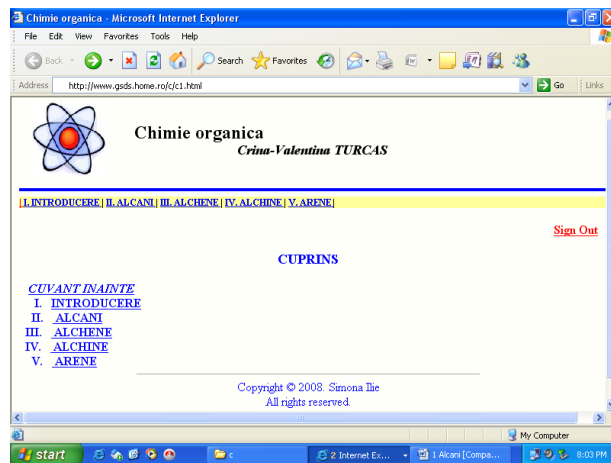 Chimie organica - Microsoft Internet Explorer
File Edit View Favorites Tools Help
Back Search Favorites
Address http://www.gsds.home.ro/c/c1.html Go Links
Chimie organica
Crina-Valentina TURCAS
| I. INTRODUCERE | II. ALCANI | III. ALCHENE | IV. ALCHINE | V. ARENE |
Sign Out
CUPRINS
CUVANT INAINTE
I. INTRODUCERE
II. ALCANI
III. ALCHENE
IV. ALCHINE
V. ARENE
Copyright © 2008. Simona Ilie
All rights reserved.
My Computer
start c 2 Internet Ex... 1 Alcani [Compa... 8:03 PM